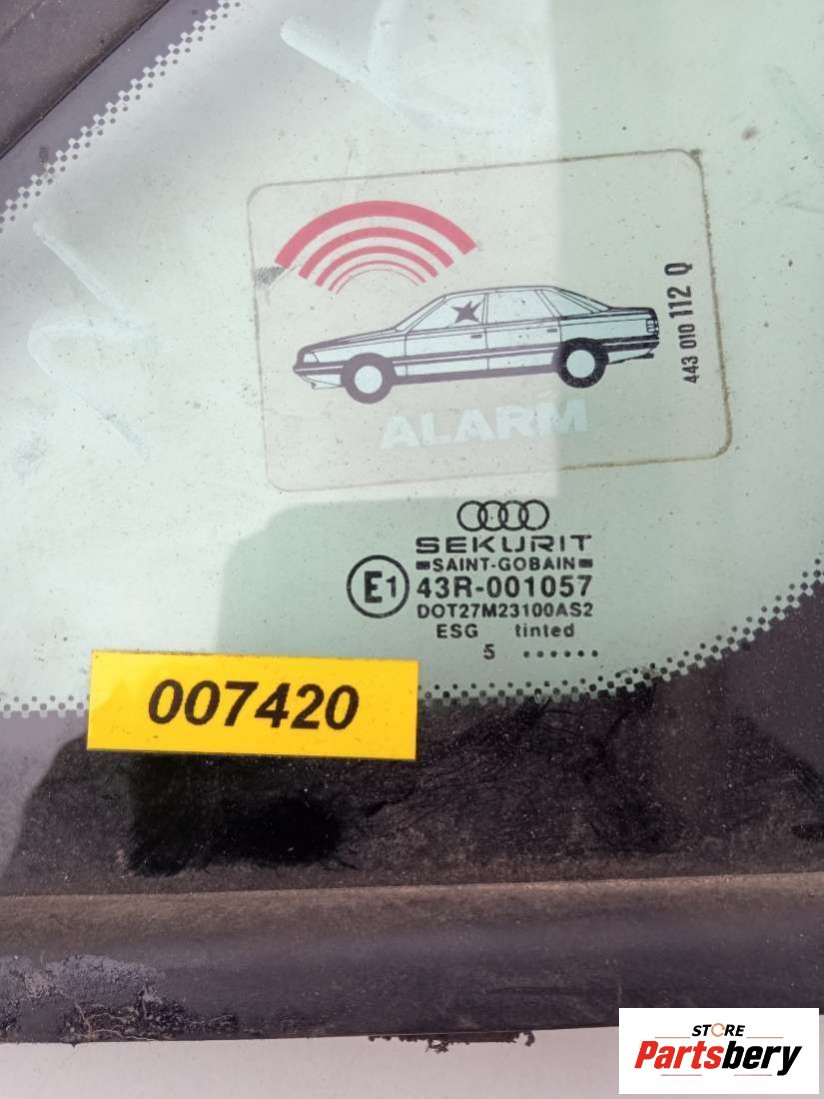 443 010 112 Q
ALARM
SEKURIT
SAINT-GOBAIN
E1 43R-001057
DOT27M23100AS2
ESG tinted
5 ......
007420
STORE
Partsbery